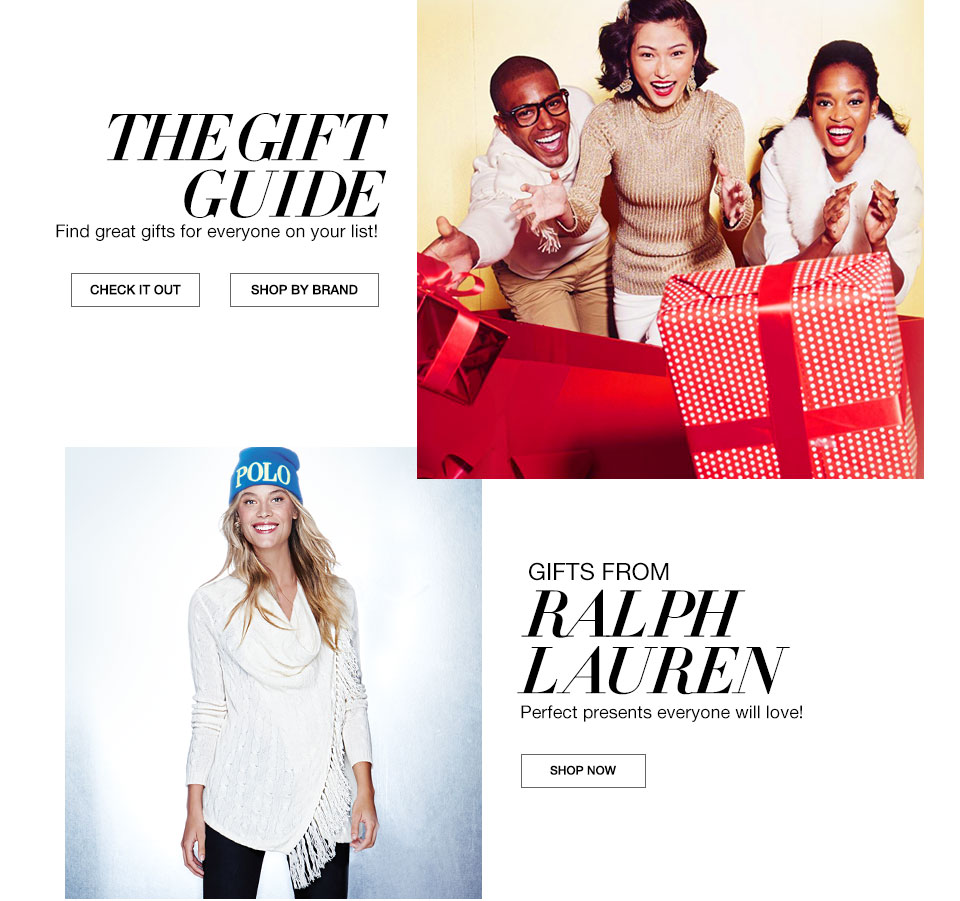 THE GIFT
GUIDE
Find great gifts for everyone on your list!
CHECK IT OUT
SHOP BY BRAND
POLO
GIFTS FROM
RALPH
LAUREN
Perfect presents everyone will love!
SHOP NOW